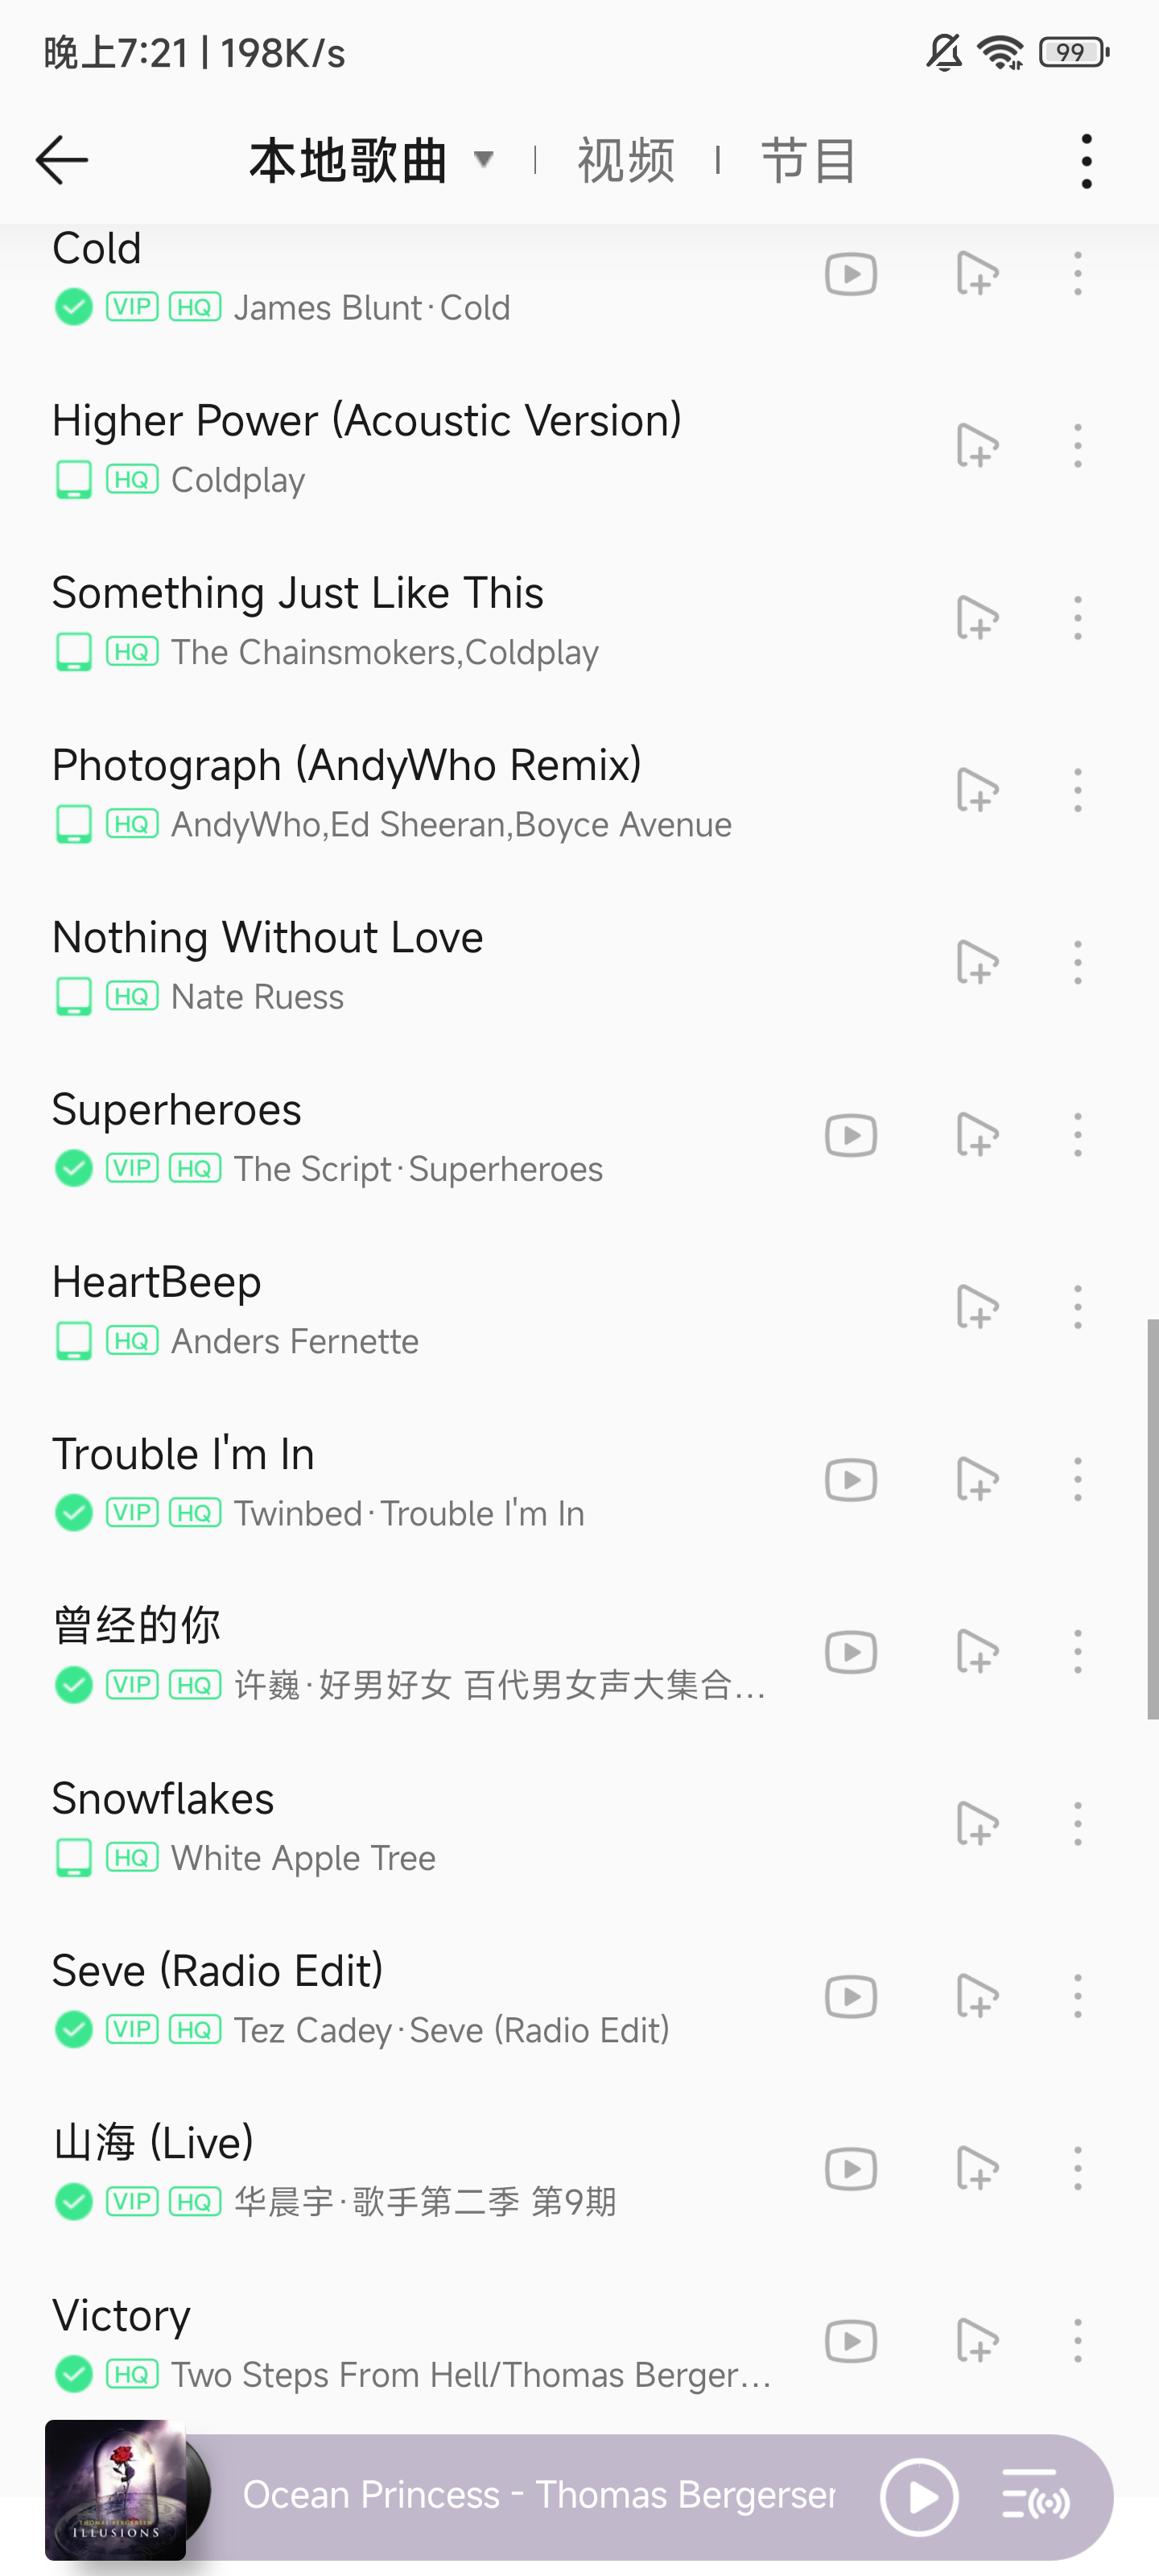 晚上7:21 | 198K/s
99
本地歌曲 | 视频 | 节目
Cold
VIP HQ James Blunt·Cold
Higher Power (Acoustic Version)
HQ Coldplay
Something Just Like This
HQ The Chainsmokers,Coldplay
Photograph (AndyWho Remix)
HQ AndyWho,Ed Sheeran,Boyce Avenue
Nothing Without Love
HQ Nate Ruess
Superheroes
VIP HQ The Script·Superheroes
HeartBeep
HQ Anders Fernette
Trouble I'm In
VIP HQ Twinbed·Trouble I'm In
曾经的你
VIP HQ 许巍·好男好女 百代男女声大集合...
Snowflakes
HQ White Apple Tree
Seve (Radio Edit)
VIP HQ Tez Cadey·Seve (Radio Edit)
山海 (Live)
VIP HQ 华晨宇·歌手第二季 第9期
Victory
HQ Two Steps From Hell/Thomas Berger...
THOMAS BERGERSEN
ILLUSIONS
Ocean Princess - Thomas Bergersen